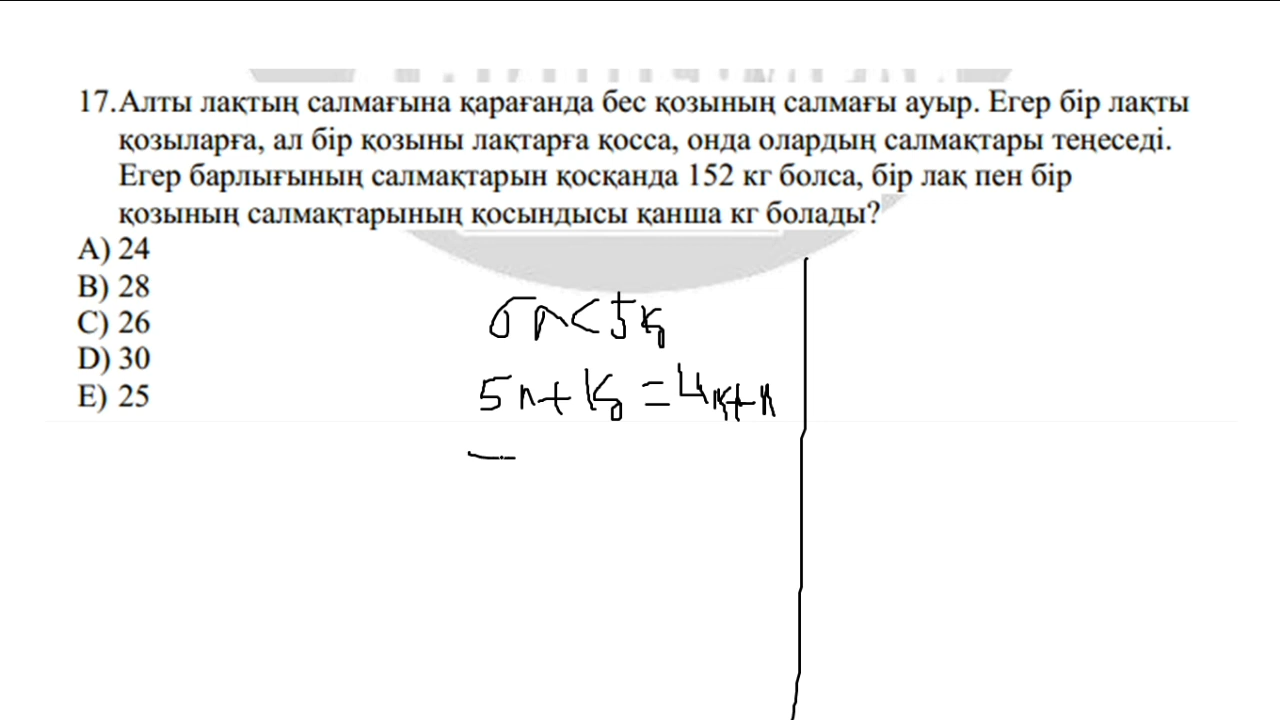 17.Алты лақтың салмағына қарағанда бес қозының салмағы ауыр. Егер бір лақты
қозыларға, ал бір қозыны лақтарға қосса, онда олардың салмақтары теңеседі.
Егер барлығының салмақтарын қосқанда 152 кг болса, бір лақ пен бір
қозының салмақтарының қосындысы қанша кг болады?
A) 24
B) 28
C) 26
D) 30
E) 25
6л<5қ
5л+қ=4қ+л